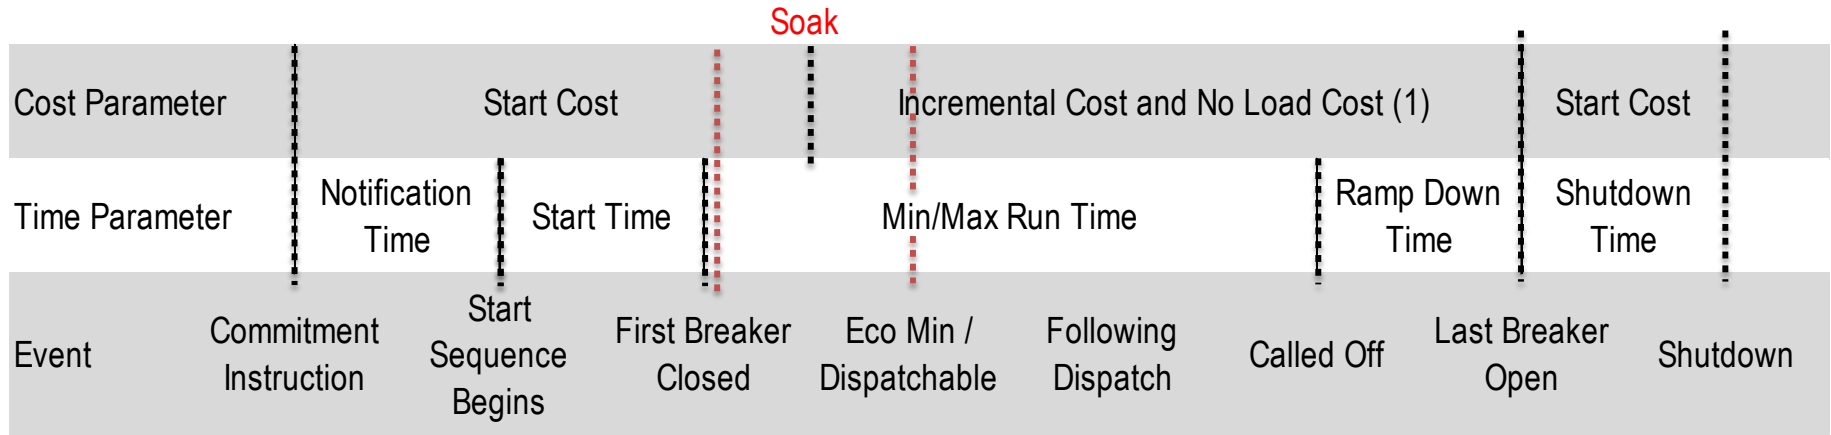 Soak
Cost Parameter
Start Cost
Incremental Cost and No Load Cost (1)
Start Cost
Time Parameter
Notification
Time
Start Time
Min/Max Run Time
Ramp Down
Time
Shutdown
Time
Event
Commitment
Instruction
Start
Sequence
Begins
First Breaker
Closed
Eco Min /
Dispatchable
Following
Dispatch
Called Off
Last Breaker
Open
Shutdown